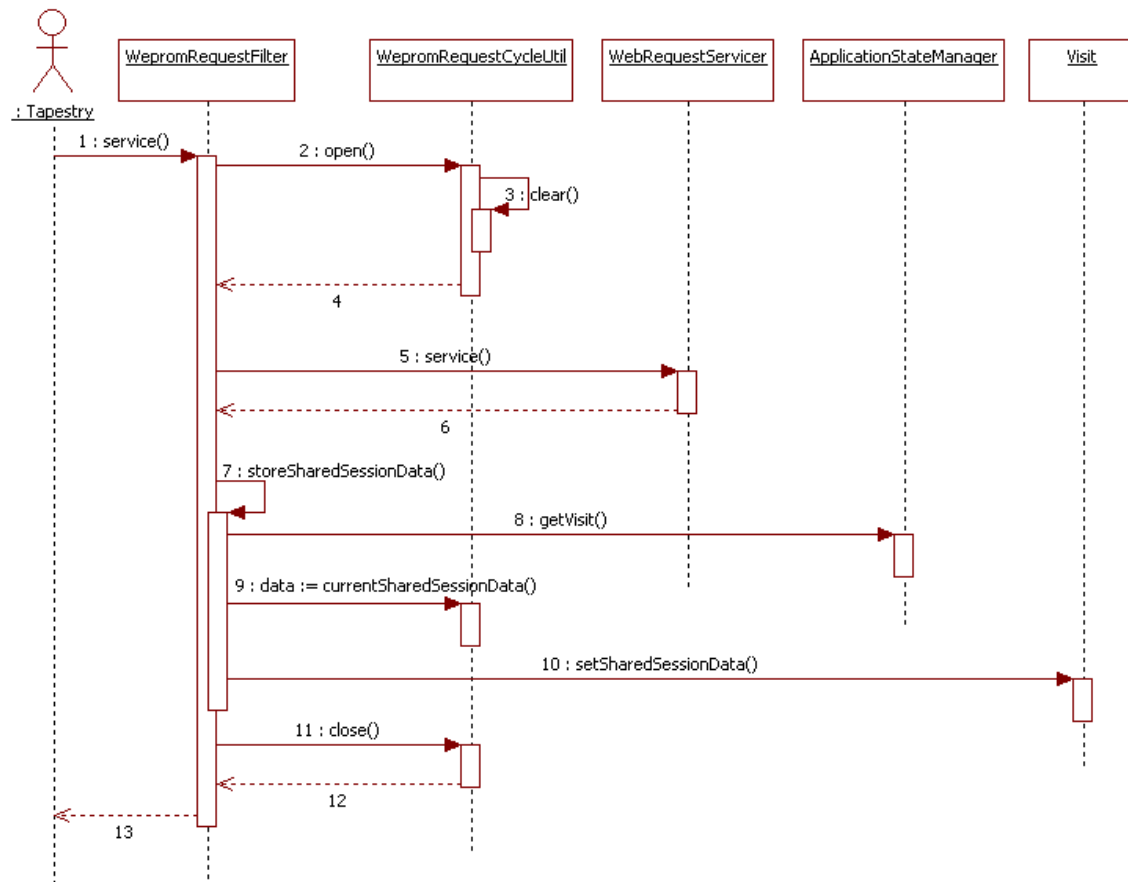 WepromRequestFilter
WepromRequestCycleUtil
WebRequestServicer
ApplicationStateManager
Visit
: Tapestry
1 : service()
2 : open()
3 : clear()
4
5 : service()
6
7 : storeSharedSessionData()
8 : getVisit()
9 : data := currentSharedSessionData()
10 : setSharedSessionData()
11 : close()
12
13